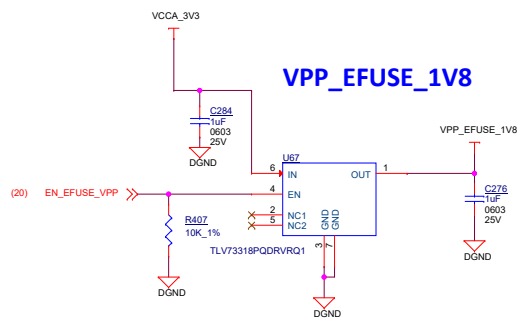 VCCA_3V3
VPP_EFUSE_1V8
C284
1uF
0603
25V
DGND
VPP_EFUSE_1V8
U67
6 IN OUT 1
(20) EN_EFUSE_VPP 4 EN
2 NC1
5 NC2
GND
GND
3
7
C276
1uF
0603
25V
DGND
R407
10K_1%
TLV73318PQDRVRQ1
DGND
DGND